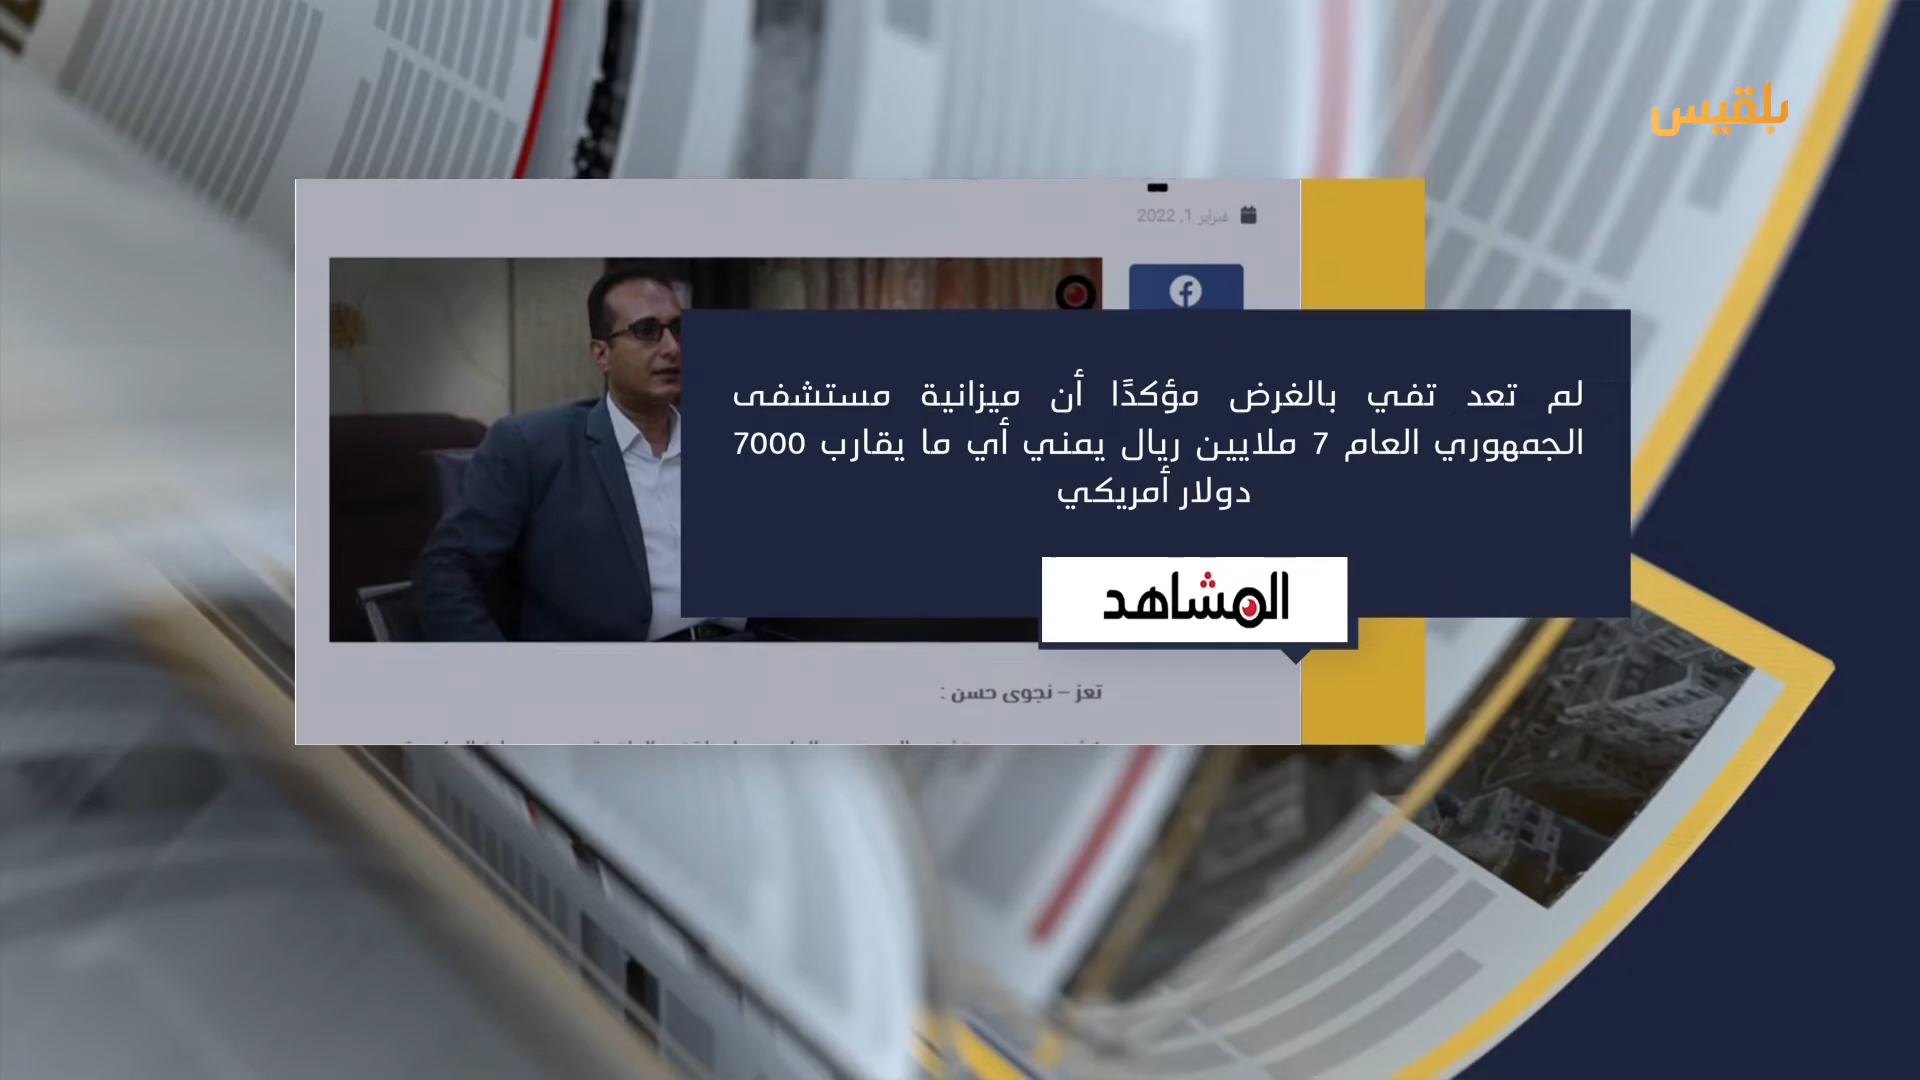 بلقيس
فبراير 1, 2022
لم تعد تفي بالغرض مؤكدًا أن ميزانية مستشفى
الجمهوري العام 7 ملايين ريال يمني أي ما يقارب 7000
دولار أمريكي
المشاهد
تعز – نجوى حسن :